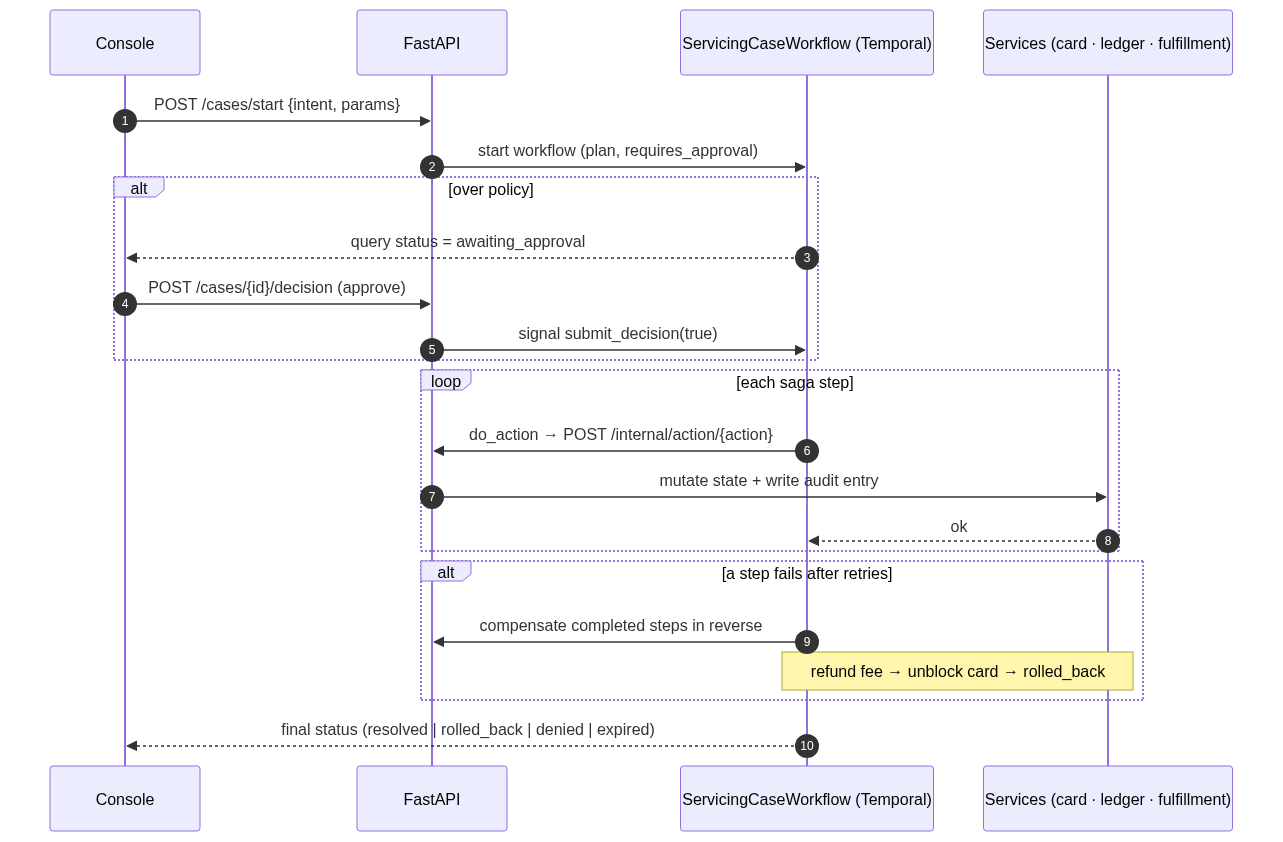 Console
FastAPI
ServicingCaseWorkflow (Temporal)
Services (card · ledger · fulfillment)
POST /cases/start {intent, params}
1
start workflow (plan, requires_approval)
2
alt
[over policy]
query status = awaiting_approval
3
POST /cases/{id}/decision (approve)
4
signal submit_decision(true)
5
loop
[each saga step]
do_action → POST /internal/action/{action}
6
mutate state + write audit entry
7
ok
8
alt
[a step fails after retries]
compensate completed steps in reverse
9
refund fee → unblock card → rolled_back
final status (resolved | rolled_back | denied | expired)
10
Console
FastAPI
ServicingCaseWorkflow (Temporal)
Services (card · ledger · fulfillment)